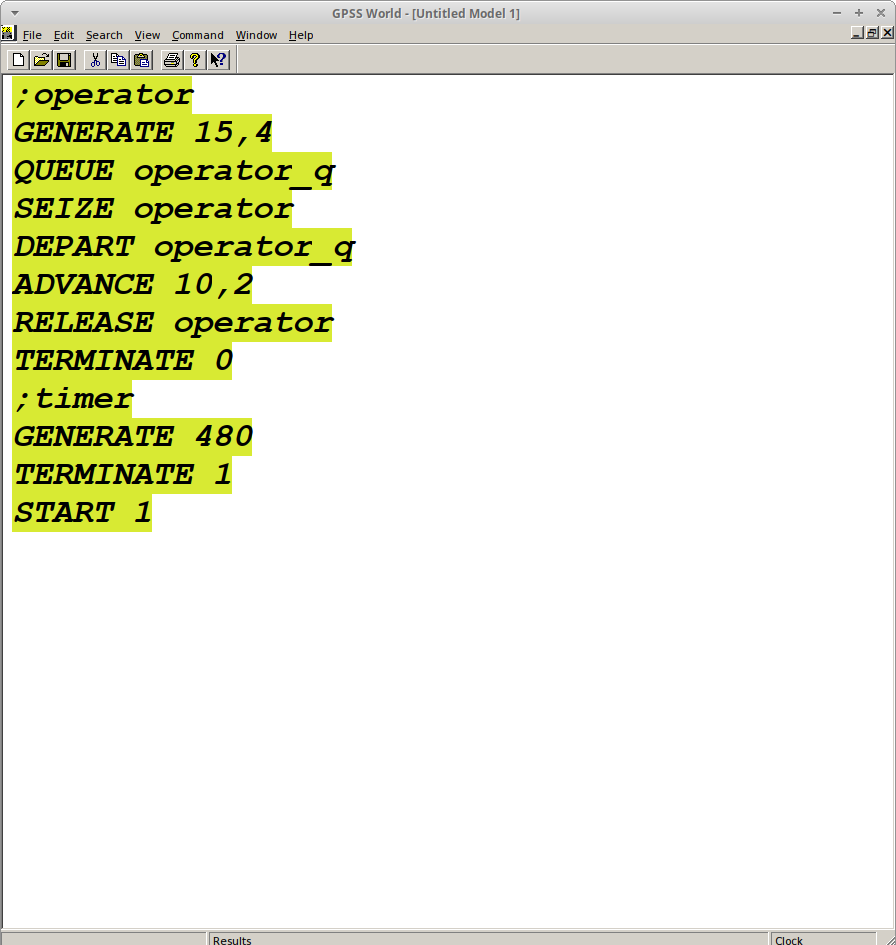 GPSS World - [Untitled Model 1]
File Edit Search View Command Window Help
;operator
GENERATE 15,4
QUEUE operator_q
SEIZE operator
DEPART operator_q
ADVANCE 10,2
RELEASE operator
TERMINATE 0
;timer
GENERATE 480
TERMINATE 1
START 1
Results Clock